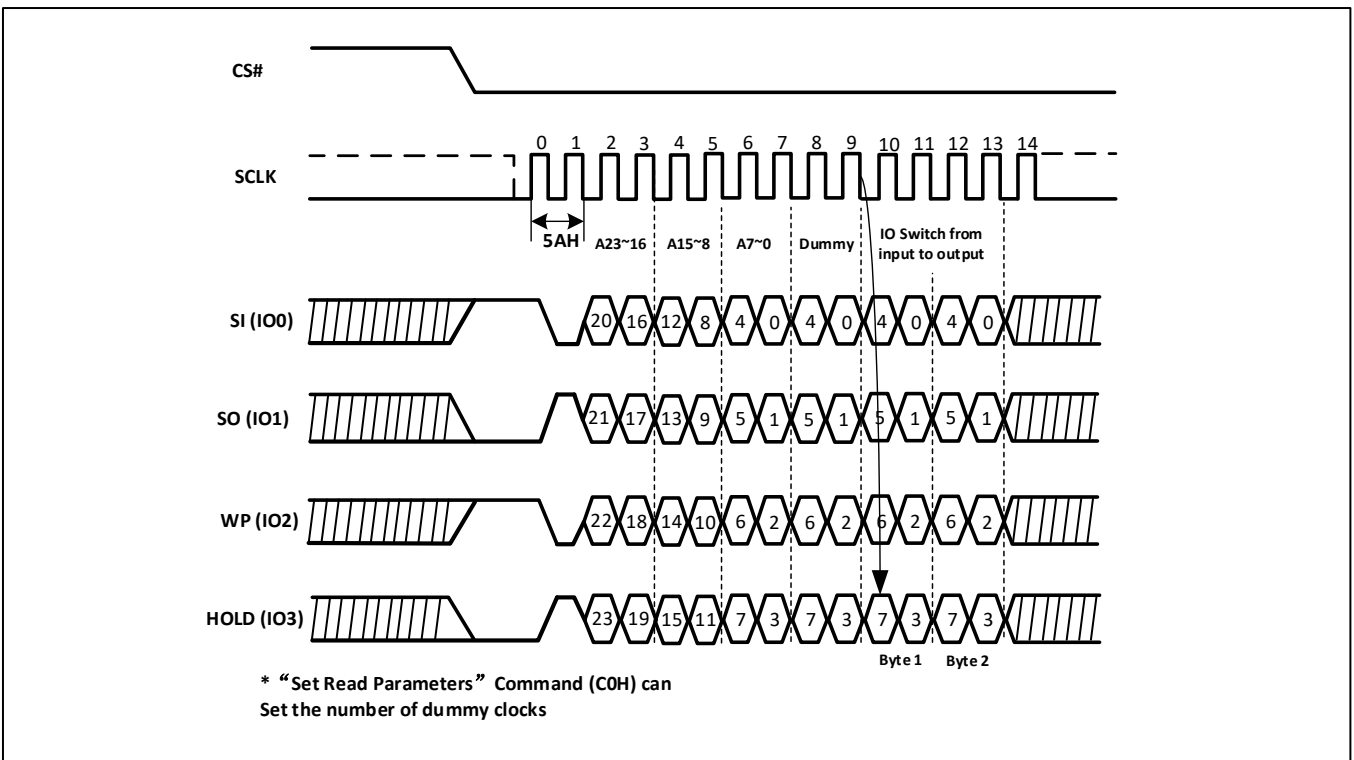 CS#
0 1 2 3 4 5 6 7 8 9 10 11 12 13 14
SCLK
5AH A23~16 A15~8 A7~0 Dummy IO Switch from
input to output
SI (IO0) 20 16 12 8 4 0 4 0 4 0 4 0
SO (IO1) 21 17 13 9 5 1 5 1 5 1 5 1
WP (IO2) 22 18 14 10 6 2 6 2 6 2 6 2
HOLD (IO3) 23 19 15 11 7 3 7 3 7 3 7 3
Byte 1 Byte 2
* “Set Read Parameters” Command (C0H) can
Set the number of dummy clocks